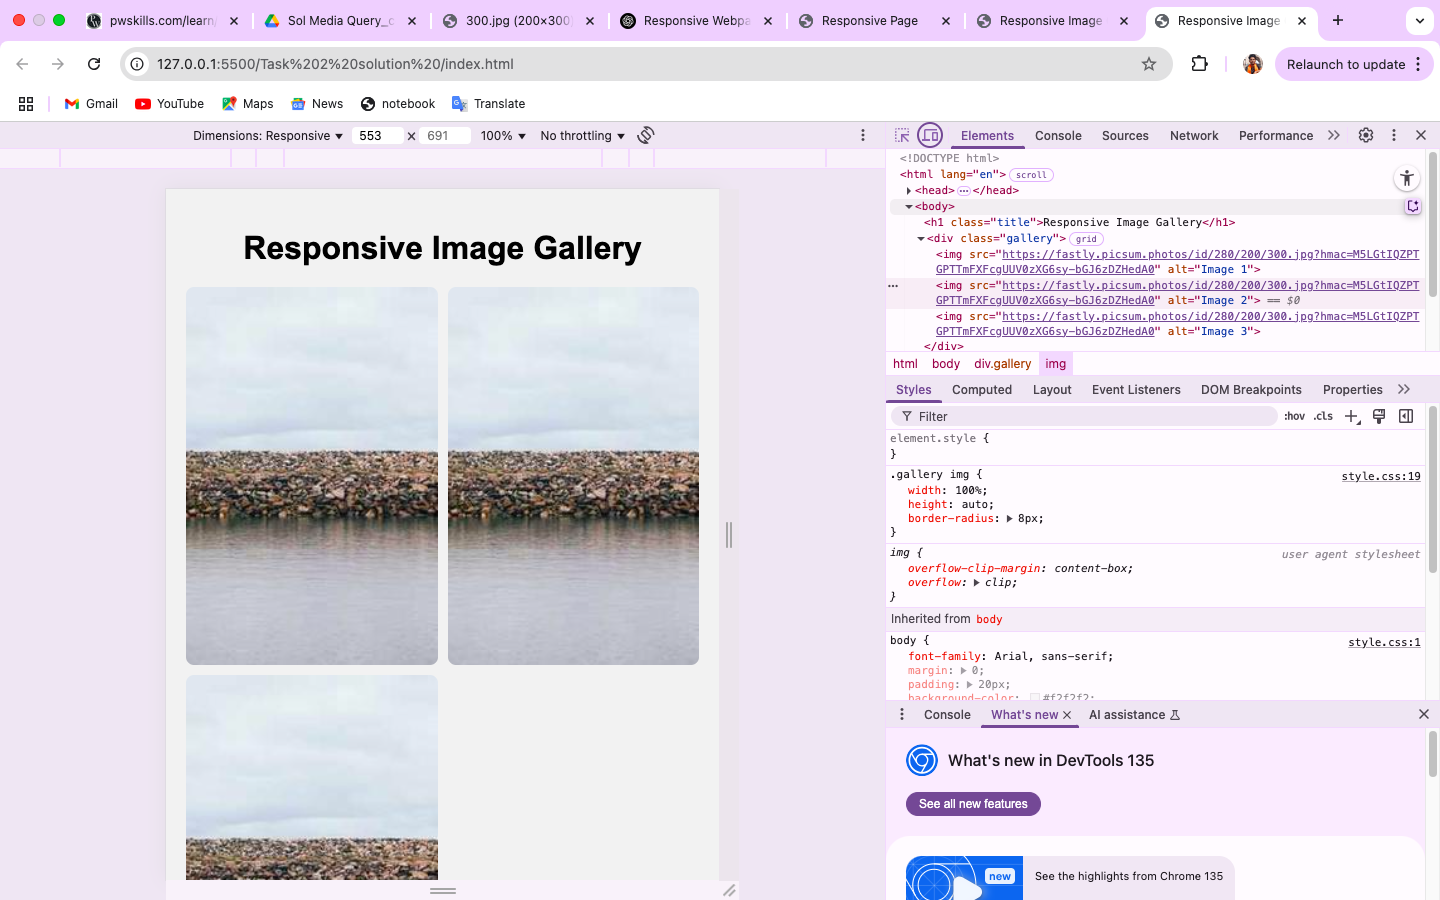 pwskills.com/learn/
Sol Media Query_c
300.jpg (200×300
Responsive Webpa
Responsive Page
Responsive Image
Responsive Image
127.0.0.1:5500/Task%202%20solution%20/index.html
Relaunch to update
Gmail
YouTube
Maps
News
notebook
Translate
Dimensions: Responsive
553
×
691
100%
No throttling
Elements
Console
Sources
Network
Performance
Responsive Image Gallery
<!DOCTYPE html>
<html lang="en"> scroll
<head> ⋯ </head>
<body>
<h1 class="title">Responsive Image Gallery</h1>
<div class="gallery"> grid
<img src="https://fastly.picsum.photos/id/280/200/300.jpg?hmac=M5LGtIQZPT
GPTTmFXFcgUUV0zXG6sy-bGJ6zDZHedA0" alt="Image 1">
<img src="https://fastly.picsum.photos/id/280/200/300.jpg?hmac=M5LGtIQZPT
GPTTmFXFcgUUV0zXG6sy-bGJ6zDZHedA0" alt="Image 2"> == $0
<img src="https://fastly.picsum.photos/id/280/200/300.jpg?hmac=M5LGtIQZPT
GPTTmFXFcgUUV0zXG6sy-bGJ6zDZHedA0" alt="Image 3">
</div>
html body div.gallery img
Styles
Computed
Layout
Event Listeners
DOM Breakpoints
Properties
Filter
:hov .cls
element.style {
}
.gallery img {
style.css:19
width: 100%;
height: auto;
border-radius: 8px;
}
img {
user agent stylesheet
overflow-clip-margin: content-box;
overflow: clip;
}
Inherited from body
body {
style.css:1
font-family: Arial, sans-serif;
margin: 0;
padding: 20px;
background-color: #f2f2f2;
Console
What's new
AI assistance
What's new in DevTools 135
See all new features
new
See the highlights from Chrome 135